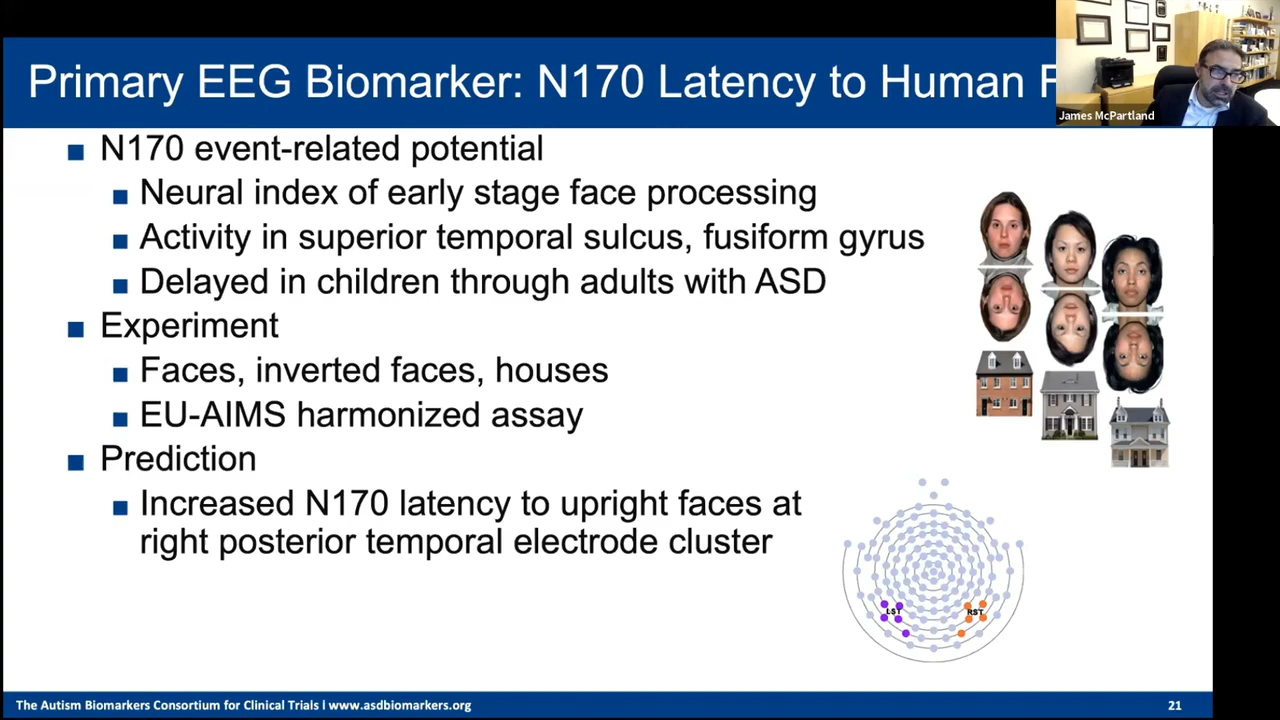 Primary EEG Biomarker: N170 Latency to Human F
James McPartland
N170 event-related potential
Neural index of early stage face processing
Activity in superior temporal sulcus, fusiform gyrus
Delayed in children through adults with ASD
Experiment
Faces, inverted faces, houses
EU-AIMS harmonized assay
Prediction
Increased N170 latency to upright faces at
right posterior temporal electrode cluster
LST
RST
The Autism Biomarkers Consortium for Clinical Trials | www.asdbiomarkers.org
21